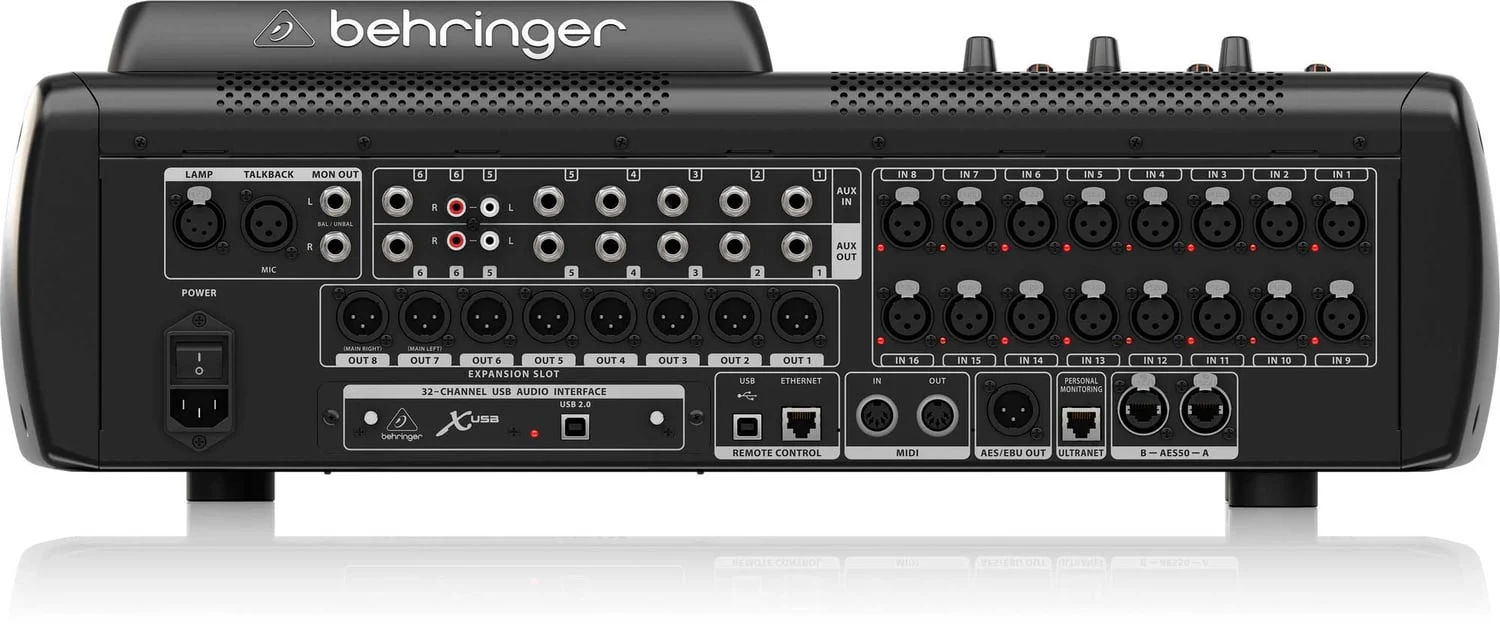 behringer
LAMP TALKBACK MON OUT
L
BAL / UNBAL
R
MIC
6 6 5 5 4 3 2 1
R L
AUX IN
R L
AUX OUT
6 6 5 5 4 3 2 1
IN 8 IN 7 IN 6 IN 5 IN 4 IN 3 IN 2 IN 1
IN 16 IN 15 IN 14 IN 13 IN 12 IN 11 IN 10 IN 9
POWER
I
O
(MAIN RIGHT) (MAIN LEFT)
OUT 8 OUT 7 OUT 6 OUT 5 OUT 4 OUT 3 OUT 2 OUT 1
EXPANSION SLOT
32-CHANNEL USB AUDIO INTERFACE
USB 2.0
behringer
X USB
USB ETHERNET
REMOTE CONTROL
IN OUT
MIDI
AES/EBU OUT
PERSONAL
MONITORING
ULTRANET
B — AES50 — A